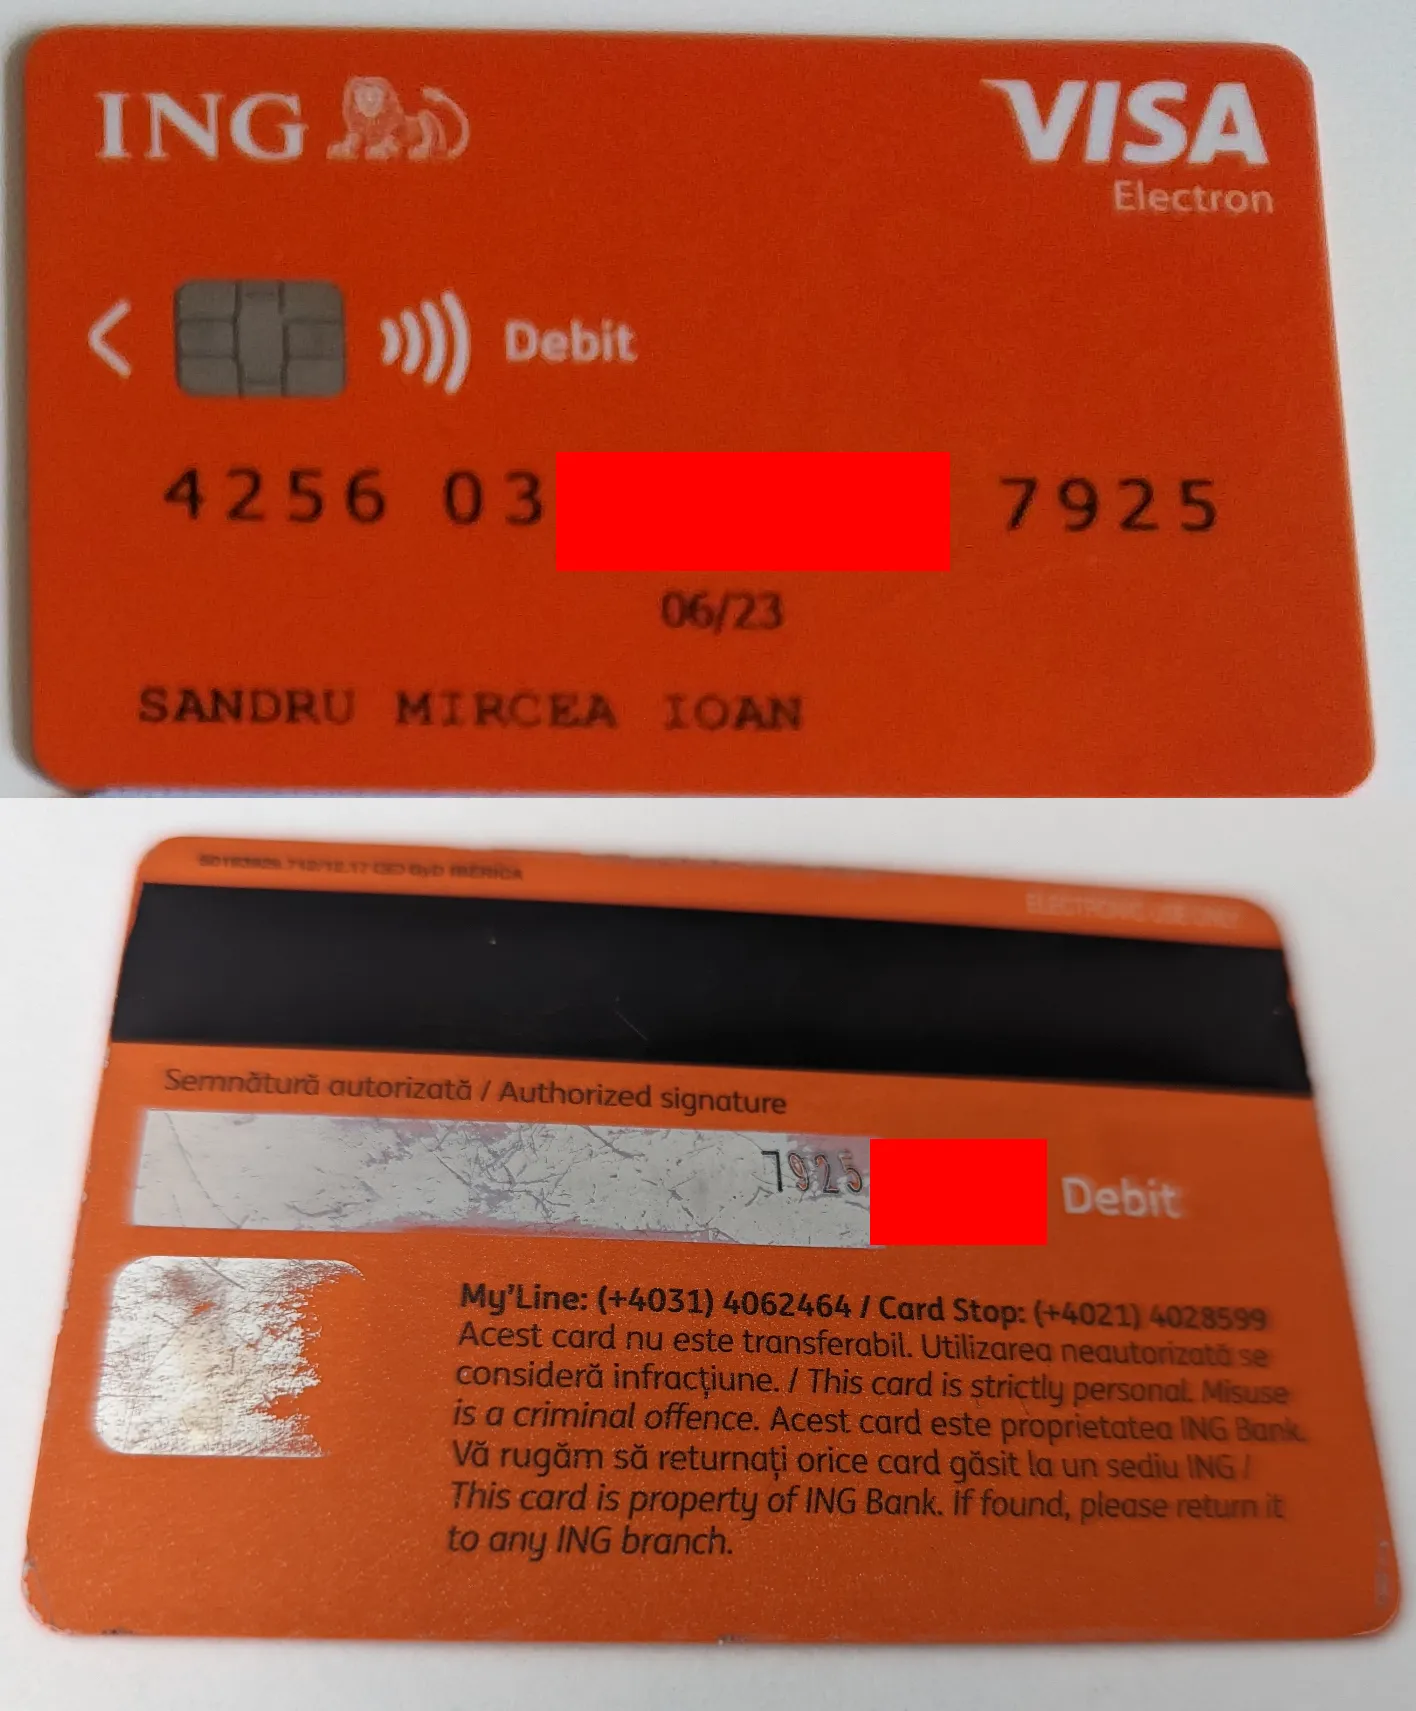 ING VISA
Electron
Debit
4256 03 7925
06/23
SANDRU MIRCEA IOAN
ELECTRONIC USE ONLY
Semnătură autorizată / Authorized signature
7925
Debit
My'Line: (+4031) 4062464 / Card Stop: (+4021) 4028599
Acest card nu este transferabil. Utilizarea neautorizată se
consideră infracțiune. / This card is strictly personal. Misuse
is a criminal offence. Acest card este proprietatea ING Bank.
Vă rugăm să returnați orice card găsit la un sediu ING /
This card is property of ING Bank. If found, please return it
to any ING branch.